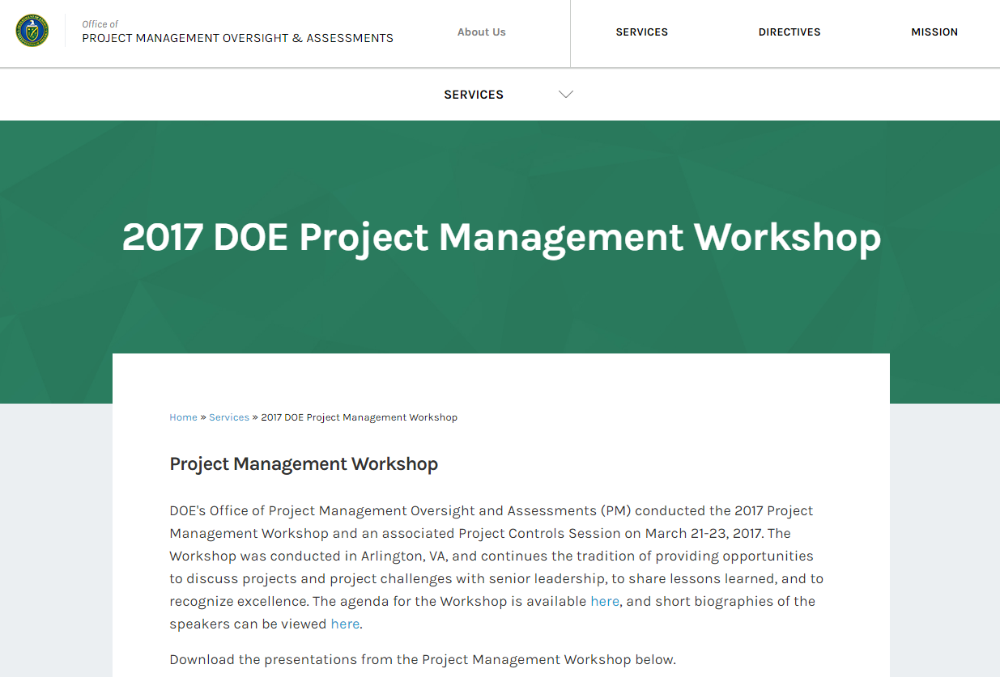 Office of
PROJECT MANAGEMENT OVERSIGHT & ASSESSMENTS
About Us
SERVICES
DIRECTIVES
MISSION
SERVICES
2017 DOE Project Management Workshop
Home » Services » 2017 DOE Project Management Workshop
Project Management Workshop
DOE's Office of Project Management Oversight and Assessments (PM) conducted the 2017 Project
Management Workshop and an associated Project Controls Session on March 21-23, 2017. The
Workshop was conducted in Arlington, VA, and continues the tradition of providing opportunities
to discuss projects and project challenges with senior leadership, to share lessons learned, and to
recognize excellence. The agenda for the Workshop is available here, and short biographies of the
speakers can be viewed here.
Download the presentations from the Project Management Workshop below.